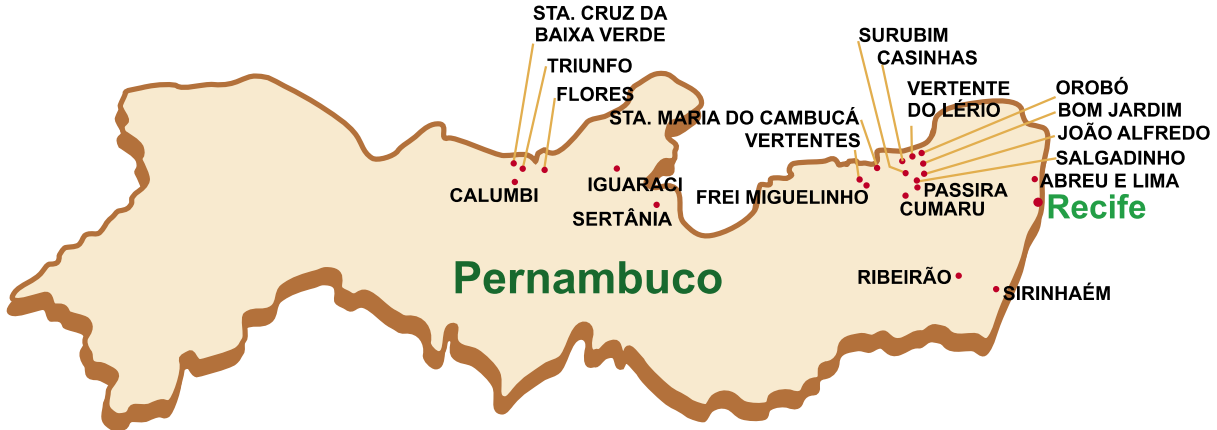 STA. CRUZ DA
BAIXA VERDE
TRIUNFO
FLORES
SURUBIM
CASINHAS
VERTENTE
DO LÉRIO
OROBÓ
BOM JARDIM
JOÃO ALFREDO
SALGADINHO
STA. MARIA DO CAMBUCÁ
VERTENTES
ABREU E LIMA
CALUMBI
IGUARACI
FREI MIGUELINHO
PASSIRA
CUMARU
Recife
SERTÂNIA
Pernambuco
RIBEIRÃO
SIRINHAÉM